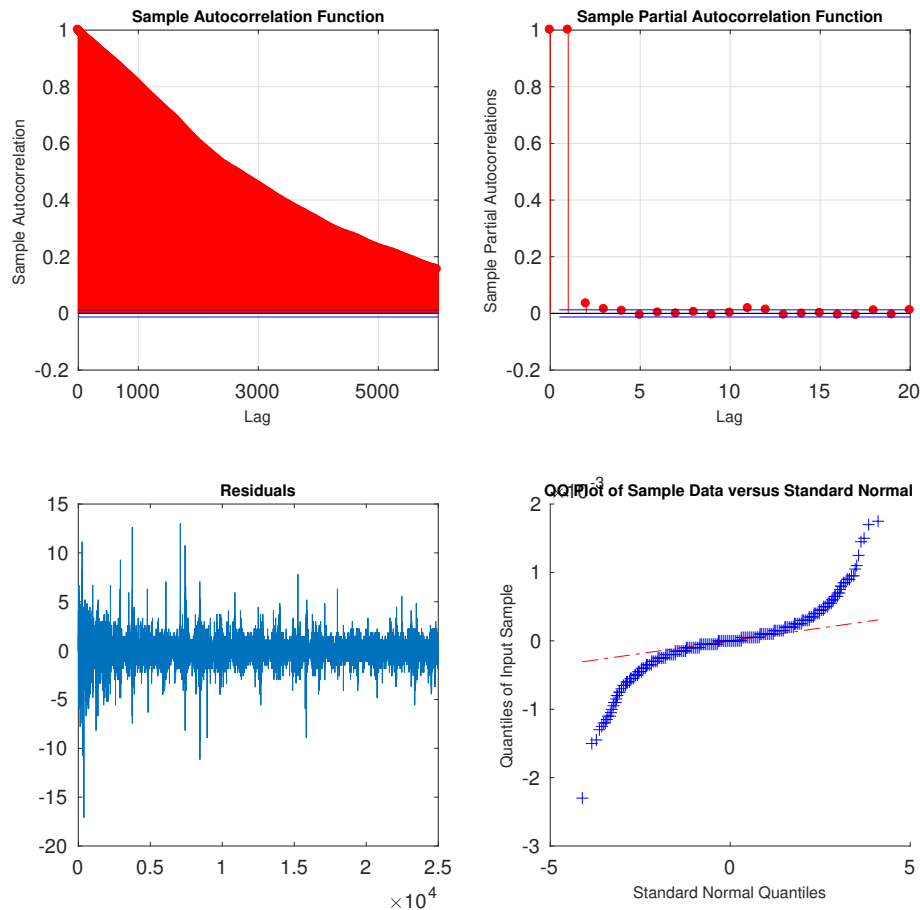 Sample Autocorrelation Function
1
0.8
0.6
0.4
0.2
0
-0.2
Sample Autocorrelation
0 1000 3000 5000
Lag
Sample Partial Autocorrelation Function
1
0.8
0.6
0.4
0.2
0
-0.2
Sample Partial Autocorrelations
0 5 10 15 20
Lag
Residuals
15
10
5
0
-5
-10
-15
-20
0 0.5 1 1.5 2 2.5
×10⁴
QQ Plot of Sample Data versus Standard Normal
×10⁻³
2
1
0
-1
-2
-3
Quantiles of Input Sample
-5 0 5
Standard Normal Quantiles